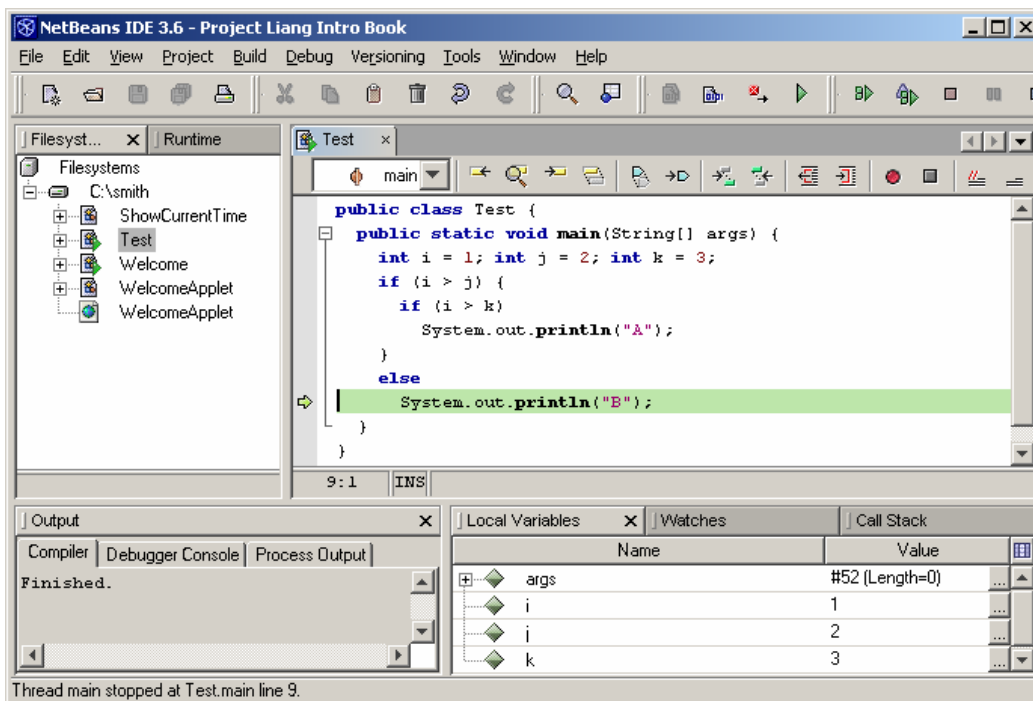 NetBeans IDE 3.6 - Project Liang Intro Book
File Edit View Project Build Debug Versioning Tools Window Help
Filesyst... Runtime
Filesystems
C:\smith
ShowCurrentTime
Test
Welcome
WelcomeApplet
WelcomeApplet
Test
main
public class Test {
public static void main(String[] args) {
int i = 1; int j = 2; int k = 3;
if (i > j) {
if (i > k)
System.out.println("A");
}
else
System.out.println("B");
}
}
9:1 INS
Output
Compiler Debugger Console Process Output
Finished.
Local Variables Watches Call Stack
Name Value
args #52 (Length=0) ...
i 1 ...
j 2 ...
k 3 ...
Thread main stopped at Test.main line 9.